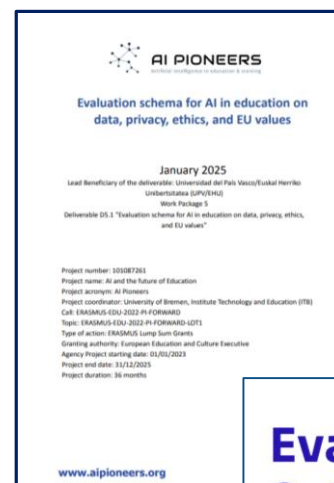 AI PIONEERS
Artificial intelligence in education & training
Evaluation schema for AI in education on
data, privacy, ethics, and EU values
January 2025
Lead Beneficiary of the deliverable: Universidad del País Vasco/Euskal Herriko
Unibertsitatea (UPV/EHU)
Work Package 5
Deliverable D5.1 "Evaluation schema for AI in education on data, privacy, ethics,
and EU values"
Project number: 101087261
Project name: AI and the future of Education
Project acronym: AI Pioneers
Project coordinator: University of Bremen, Institute Technology and Education (ITB)
Call: ERASMUS-EDU-2022-PI-FORWARD
Topic: ERASMUS-EDU-2022-PI-FORWARD-LOT1
Type of action: ERASMUS Lump Sum Grants
Granting authority: European Education and Culture Executive
Agency Project starting date: 01/01/2023
Project end date: 31/12/2025
Project duration: 36 months
www.aipioneers.org
Eva